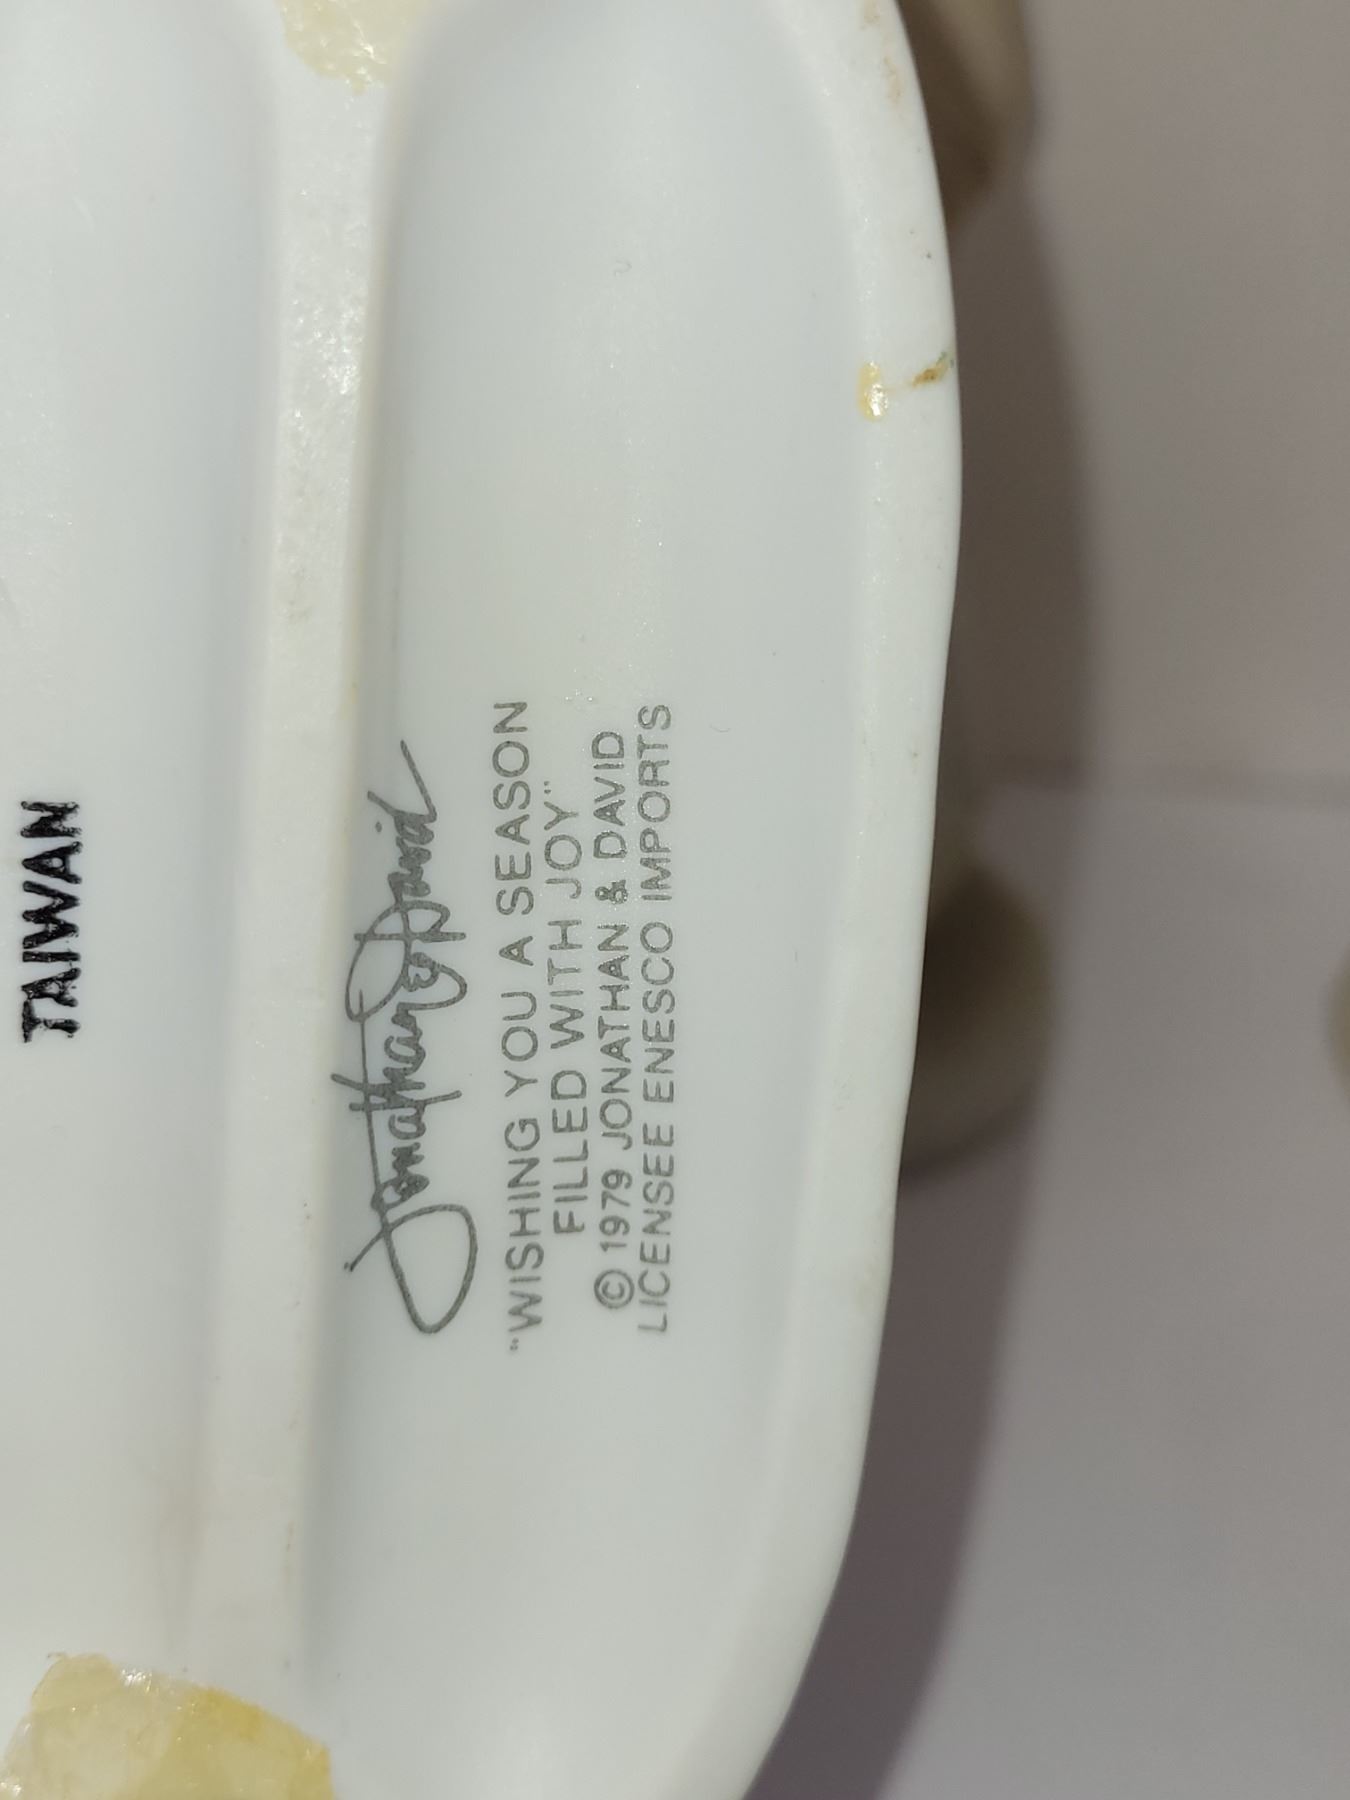 TAIWAN
Jonathan & David
"WISHING YOU A SEASON
FILLED WITH JOY"
© 1979 JONATHAN & DAVID
LICENSEE ENESCO IMPORTS